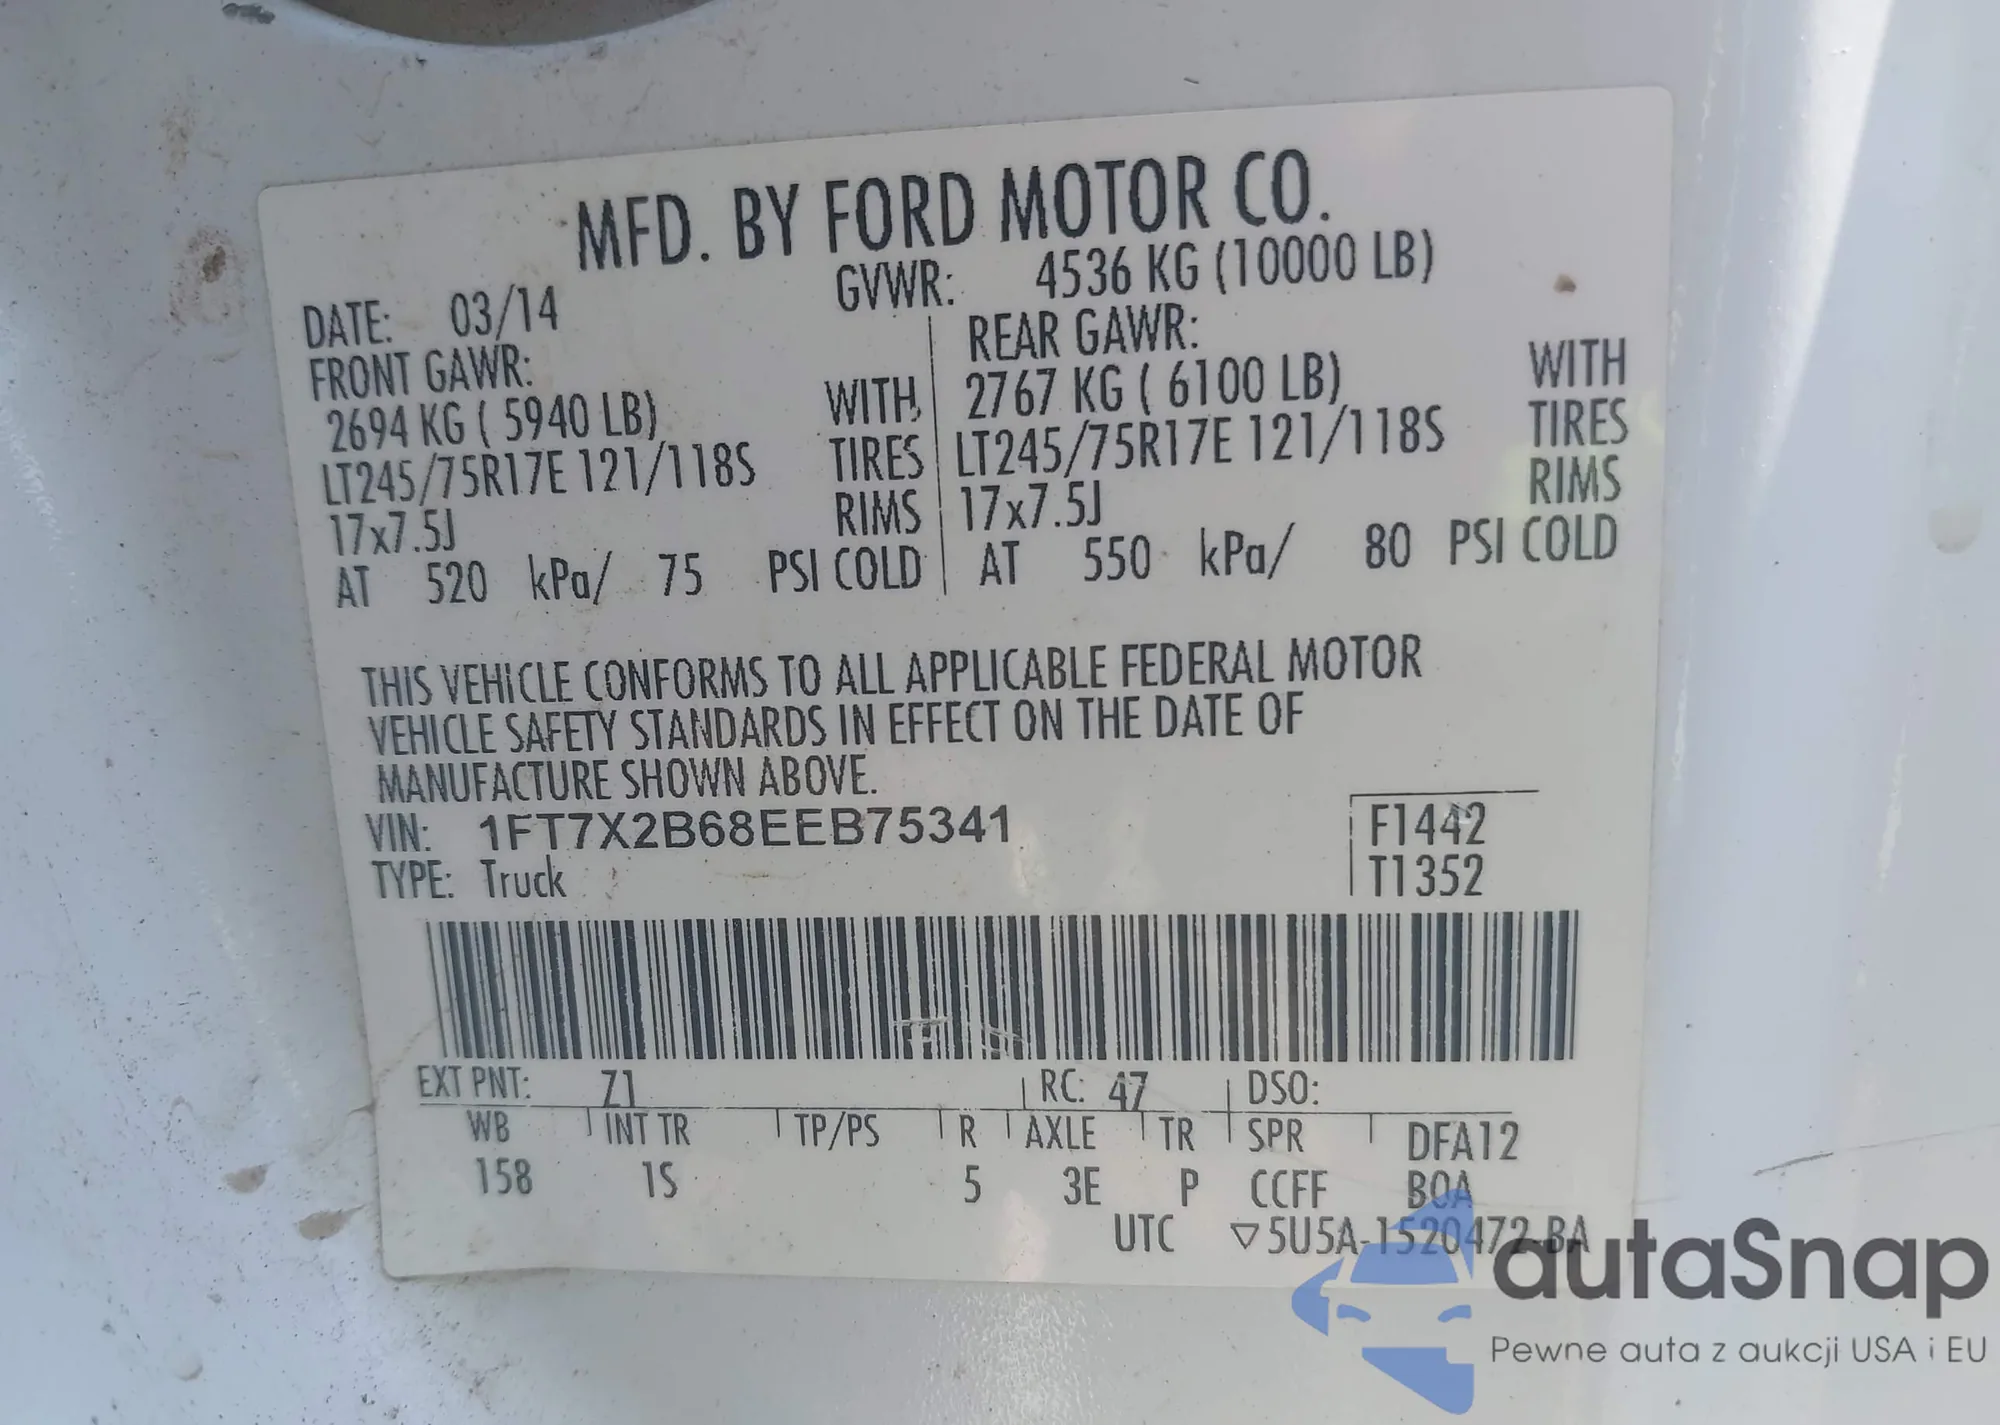 MFD. BY FORD MOTOR CO.
DATE: 03/14 GVWR: 4536 KG (10000 LB)
FRONT GAWR: REAR GAWR:
2694 KG ( 5940 LB) WITH 2767 KG ( 6100 LB) WITH
LT245/75R17E 121/118S TIRES LT245/75R17E 121/118S TIRES
17x7.5J RIMS 17x7.5J RIMS
AT 520 kPa/ 75 PSI COLD AT 550 kPa/ 80 PSI COLD
THIS VEHICLE CONFORMS TO ALL APPLICABLE FEDERAL MOTOR
VEHICLE SAFETY STANDARDS IN EFFECT ON THE DATE OF
MANUFACTURE SHOWN ABOVE.
VIN: 1FT7X2B68EEB75341 F1442
TYPE: Truck T1352
EXT PNT: Z1 RC: 47 DSO:
WB INT TR TP/PS R AXLE TR SPR DFA12
158 1S 5 3E P CCFF BOA
UTC ▽5U5A-1520472-BA
autaSnap
Pewne auta z aukcji USA i EU